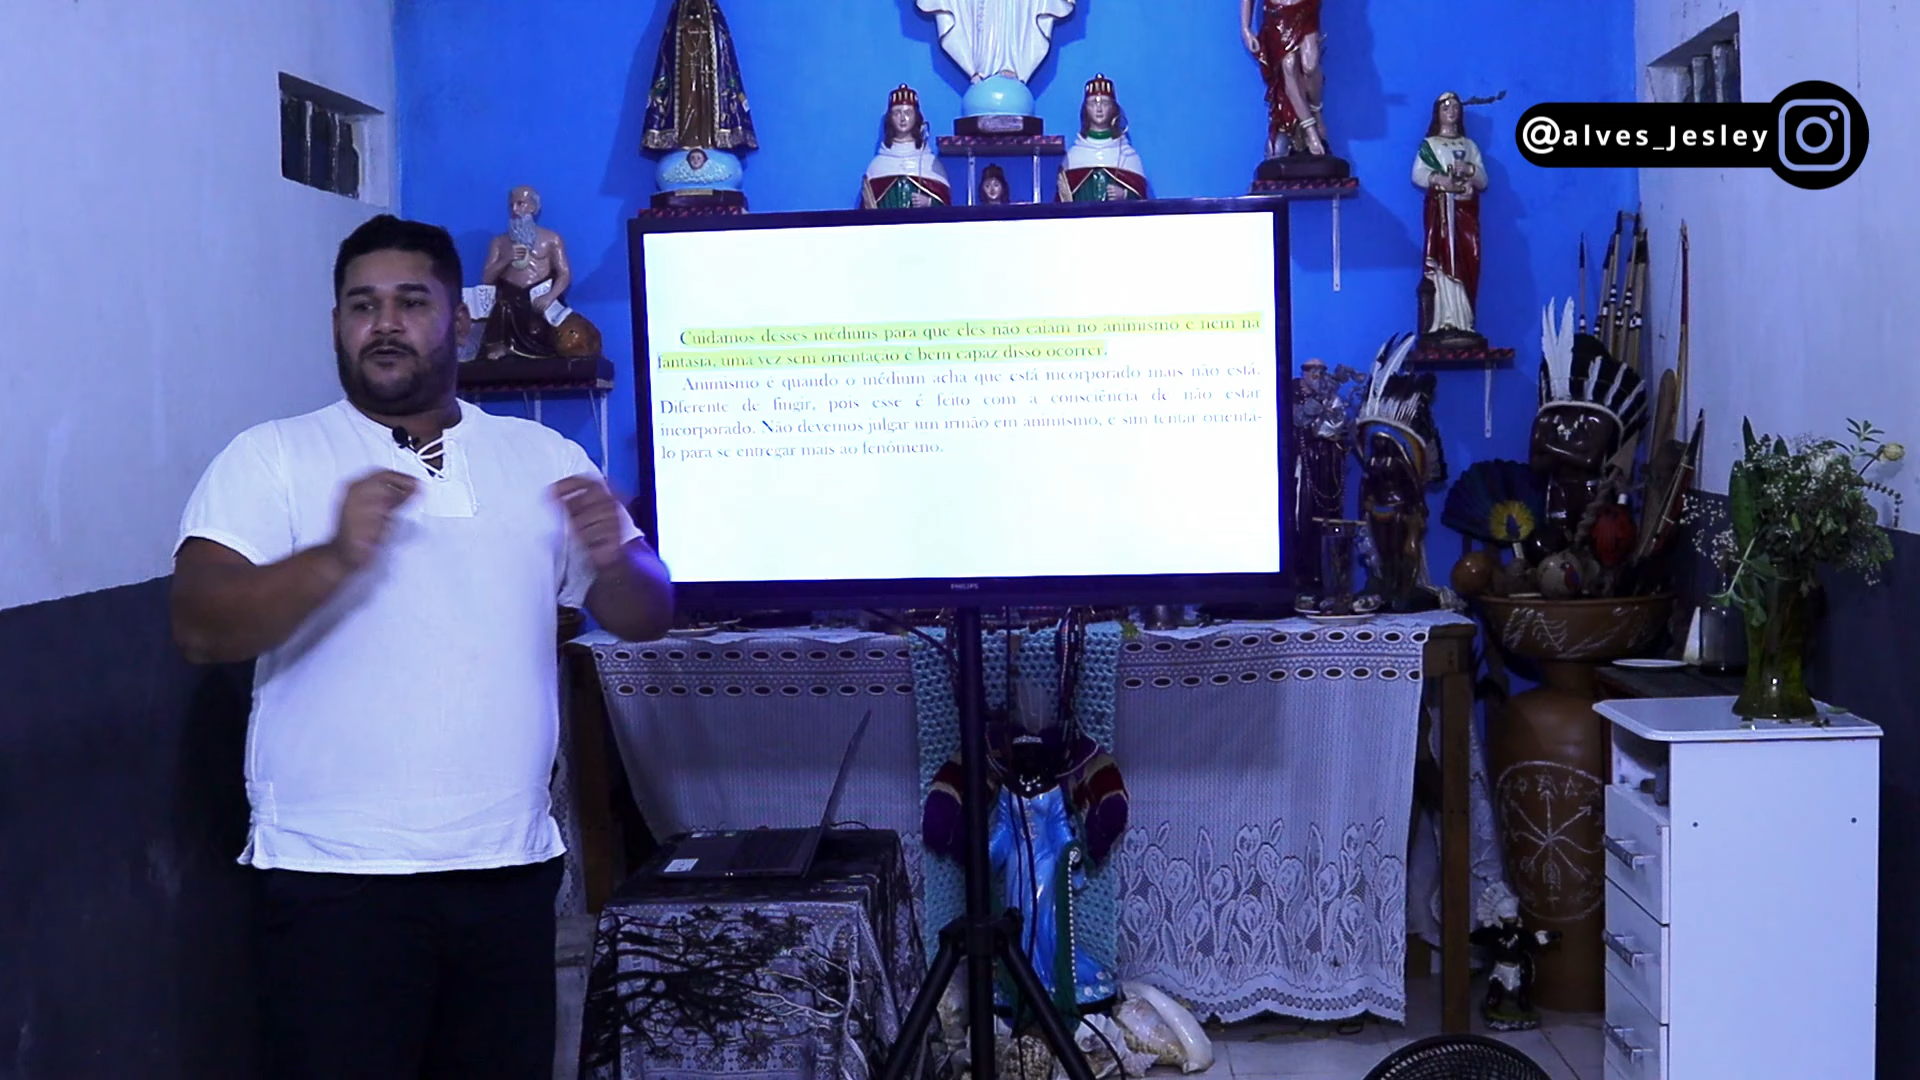 @alves_Jesley
Cuidamos desses médiuns para que eles não caiam no animismo e nem na
fantasia, uma vez sem orientação é bem capaz disso ocorrer.
Animismo é quando o médium acha que está incorporado mais não está.
Diferente de fingir, pois esse é feito com a consciência de não estar
incorporado. Não devemos julgar um irmão em animismo, e sim tentar orienta-
lo para se entregar mais ao fenômeno.
PHILIPS